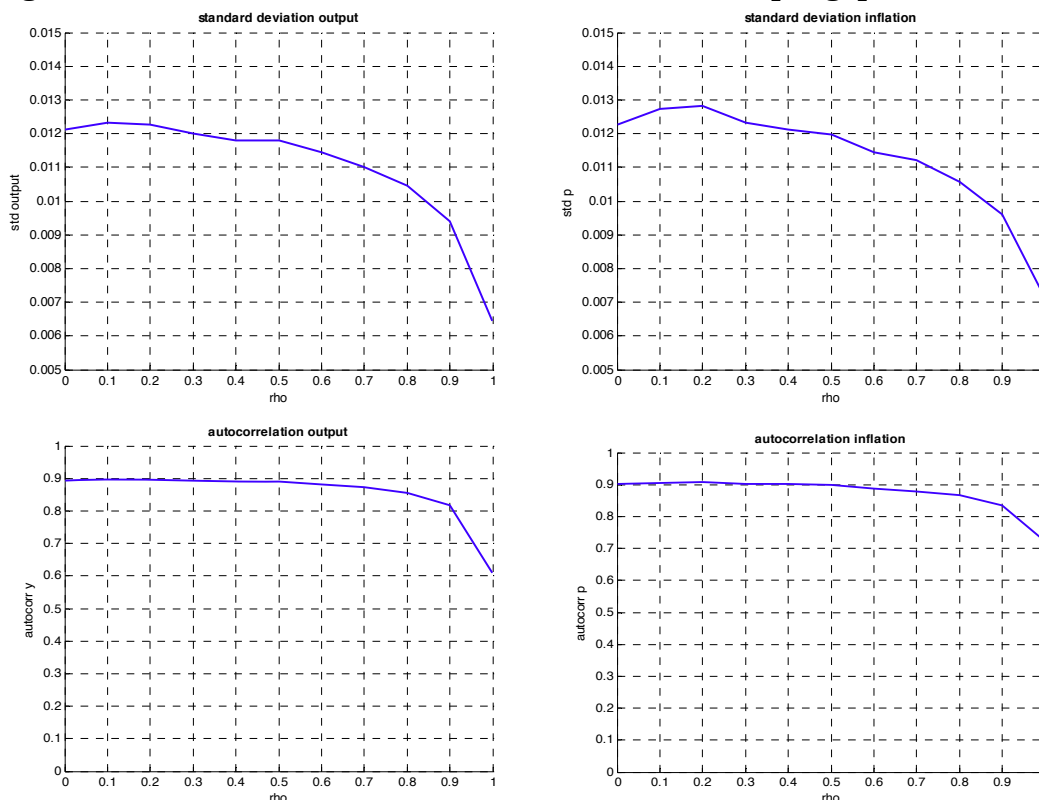 standard deviation output
0.015
0.014
0.013
0.012
0.011
0.01
0.009
0.008
0.007
0.006
0.005
std output
0 0.1 0.2 0.3 0.4 0.5 0.6 0.7 0.8 0.9 1
rho
standard deviation inflation
0.015
0.014
0.013
0.012
0.011
0.01
0.009
0.008
0.007
0.006
0.005
std p
0 0.1 0.2 0.3 0.4 0.5 0.6 0.7 0.8 0.9
rho
autocorrelation output
1
0.9
0.8
0.7
0.6
0.5
0.4
0.3
0.2
0.1
0
autocorr y
0 0.1 0.2 0.3 0.4 0.5 0.6 0.7 0.8 0.9 1
rho
autocorrelation inflation
1
0.9
0.8
0.7
0.6
0.5
0.4
0.3
0.2
0.1
0
autocorr p
0 0.1 0.2 0.3 0.4 0.5 0.6 0.7 0.8 0.9
rho